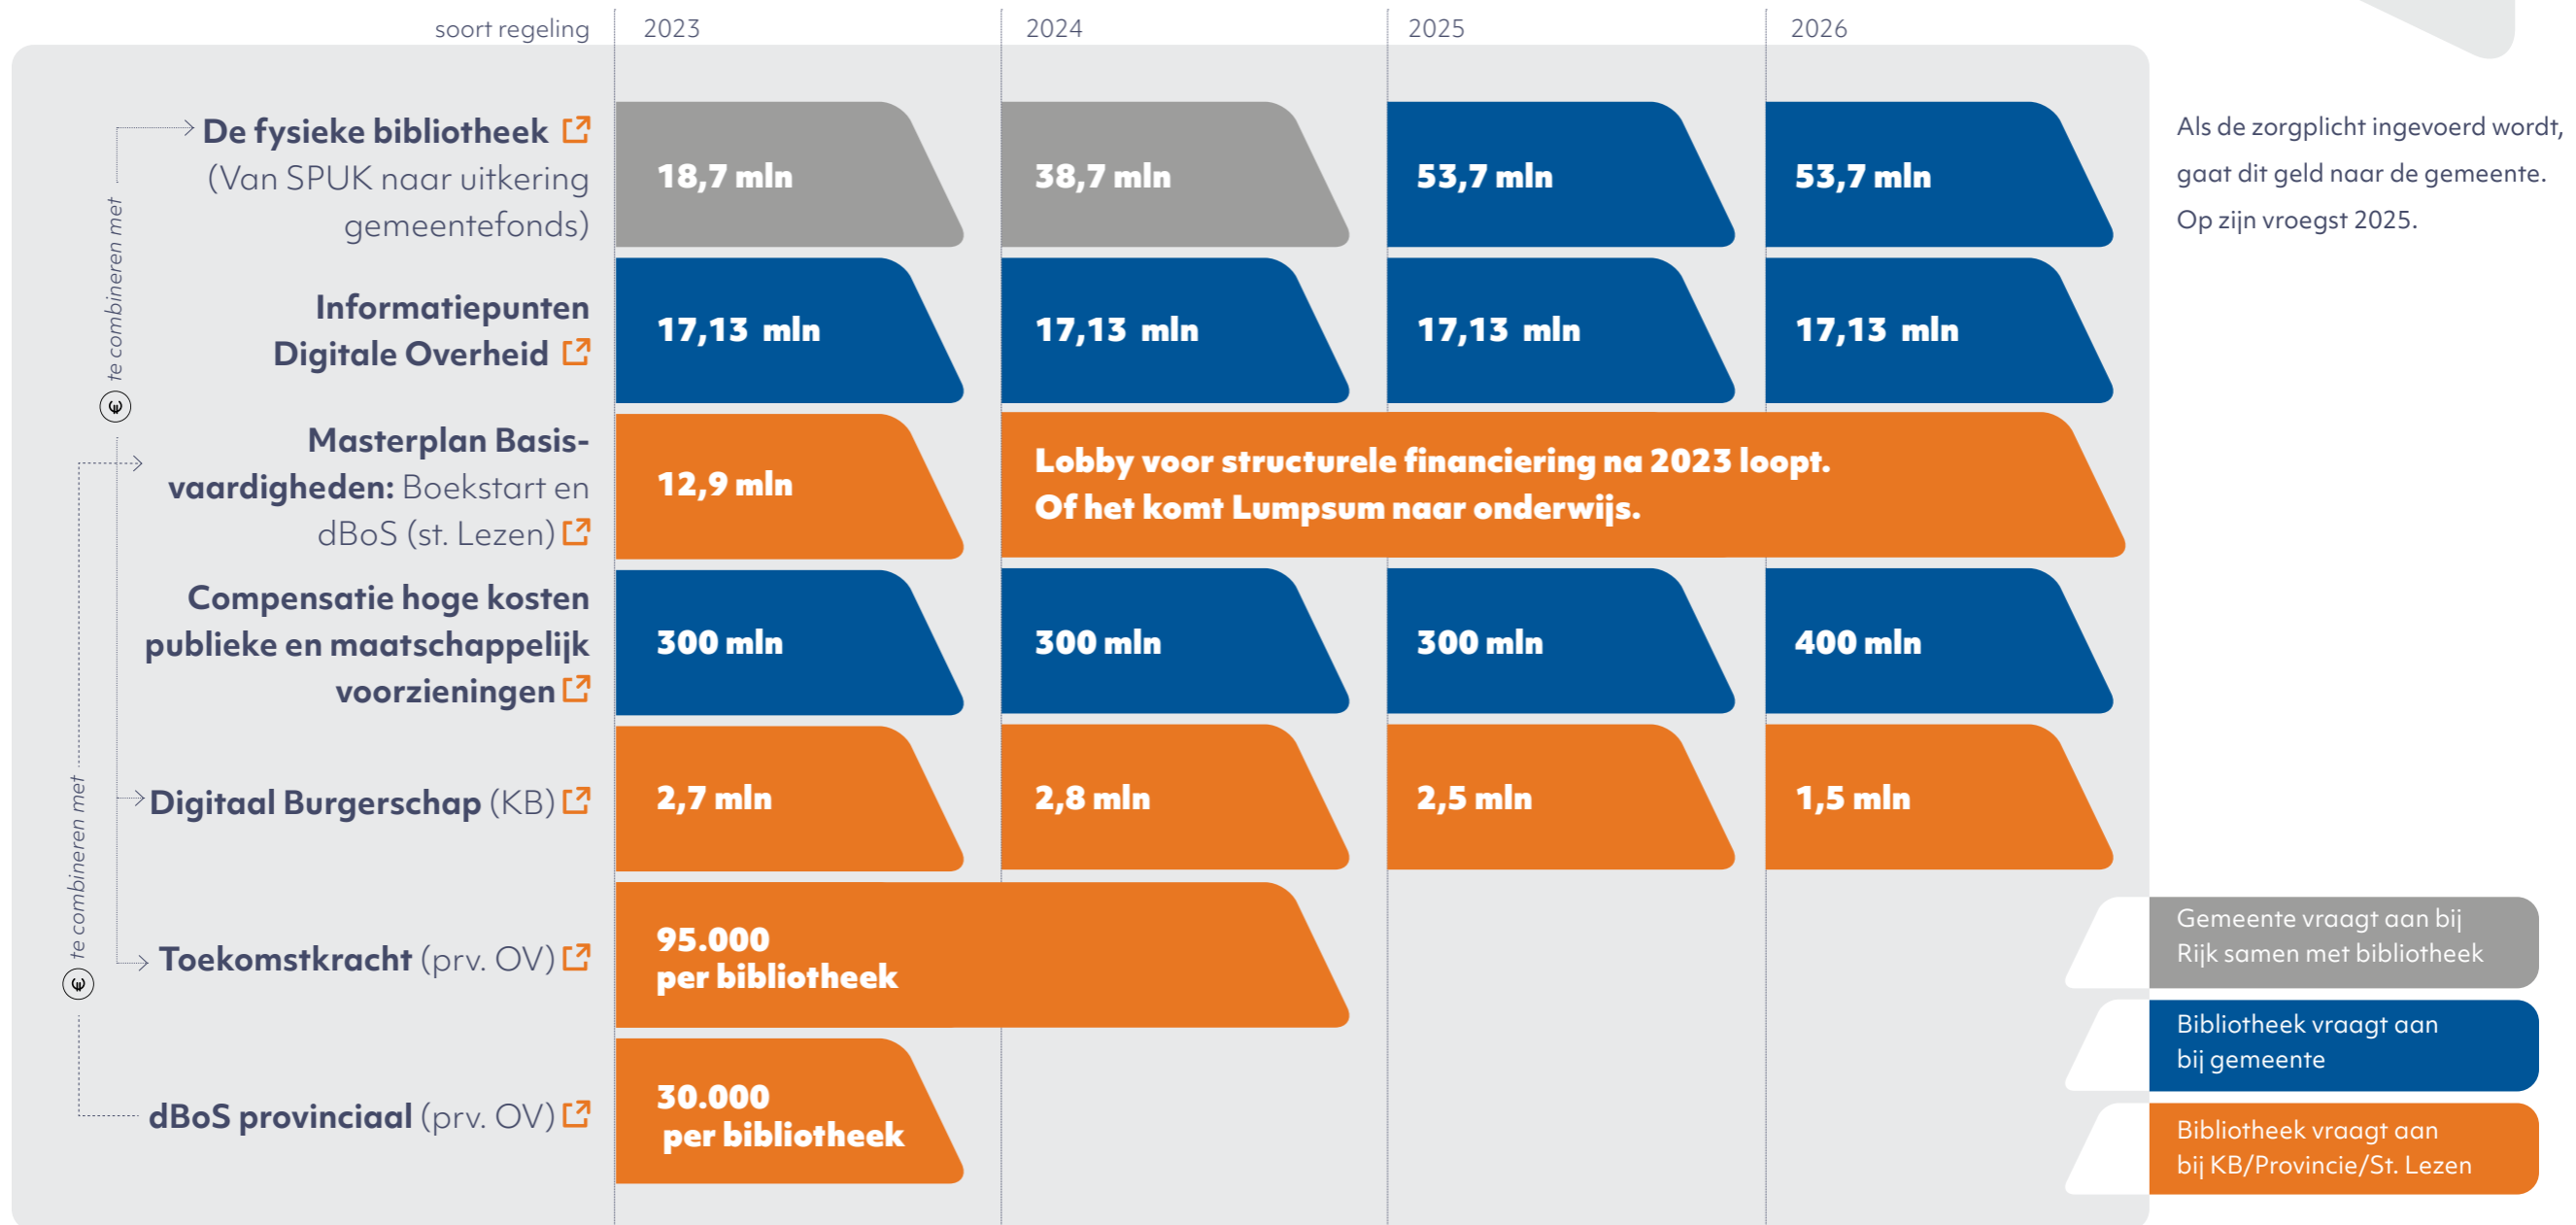 soort regeling
2023
2024
2025
2026
De fysieke bibliotheek
(Van SPUK naar uitkering
gemeentefonds)
18,7 mln
38,7 mln
53,7 mln
53,7 mln
Als de zorgplicht ingevoerd wordt,
gaat dit geld naar de gemeente.
Op zijn vroegst 2025.
te combineren met
€
Informatiepunten
Digitale Overheid
17,13 mln
17,13 mln
17,13 mln
17,13 mln
Masterplan Basis-
vaardigheden: Boekstart en
dBoS (st. Lezen)
12,9 mln
Lobby voor structurele financiering na 2023 loopt.
Of het komt Lumpsum naar onderwijs.
Compensatie hoge kosten
publieke en maatschappelijk
voorzieningen
300 mln
300 mln
300 mln
400 mln
Digitaal Burgerschap (KB)
2,7 mln
2,8 mln
2,5 mln
1,5 mln
te combineren met
€
Toekomstkracht (prv. OV)
95.000
per bibliotheek
dBoS provinciaal (prv. OV)
30.000
per bibliotheek
Gemeente vraagt aan bij
Rijk samen met bibliotheek
Bibliotheek vraagt aan
bij gemeente
Bibliotheek vraagt aan
bij KB/Provincie/St. Lezen